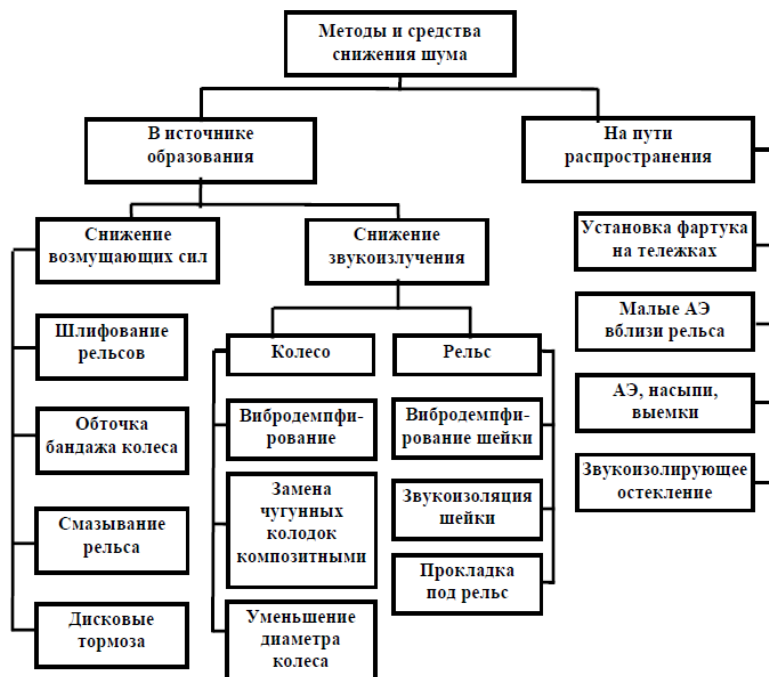 Методы и средства
снижения шума
В источнике
образования
На пути
распространения
Снижение
возмущающих сил
Шлифование
рельсов
Обточка
бандажа колеса
Смазывание
рельса
Дисковые
тормоза
Снижение
звукоизлучения
Колесо
Вибродемпфи-
рование
Замена
чугунных
колодок
композитными
Уменьшение
диаметра
колеса
Рельс
Вибродемпфи-
рование шейки
Звукоизоляция
шейки
Прокладка
под рельс
Установка фартука
на тележках
Малые АЭ
вблизи рельса
АЭ, насыпи,
выемки
Звукоизолирующее
остекление